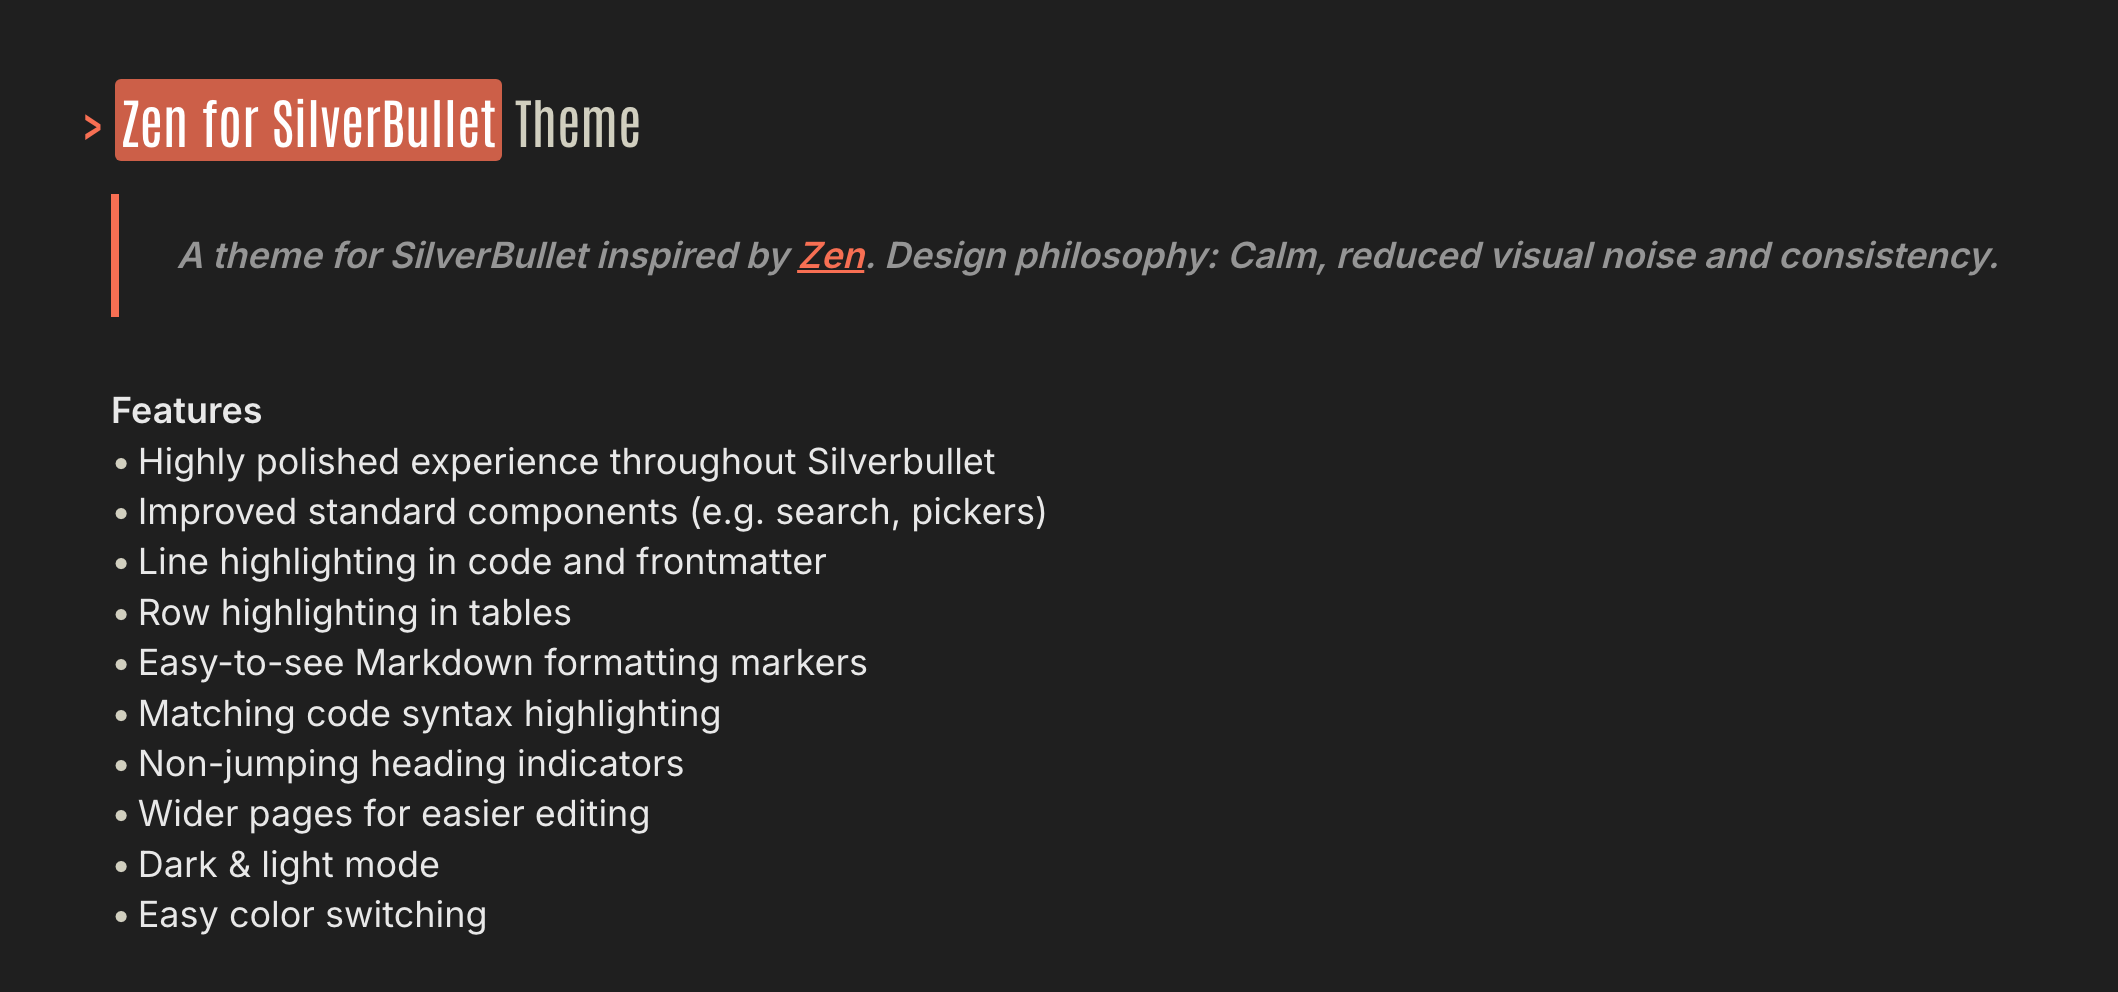 > Zen for SilverBullet Theme
A theme for SilverBullet inspired by Zen. Design philosophy: Calm, reduced visual noise and consistency.
Features
• Highly polished experience throughout Silverbullet
• Improved standard components (e.g. search, pickers)
• Line highlighting in code and frontmatter
• Row highlighting in tables
• Easy-to-see Markdown formatting markers
• Matching code syntax highlighting
• Non-jumping heading indicators
• Wider pages for easier editing
• Dark & light mode
• Easy color switching